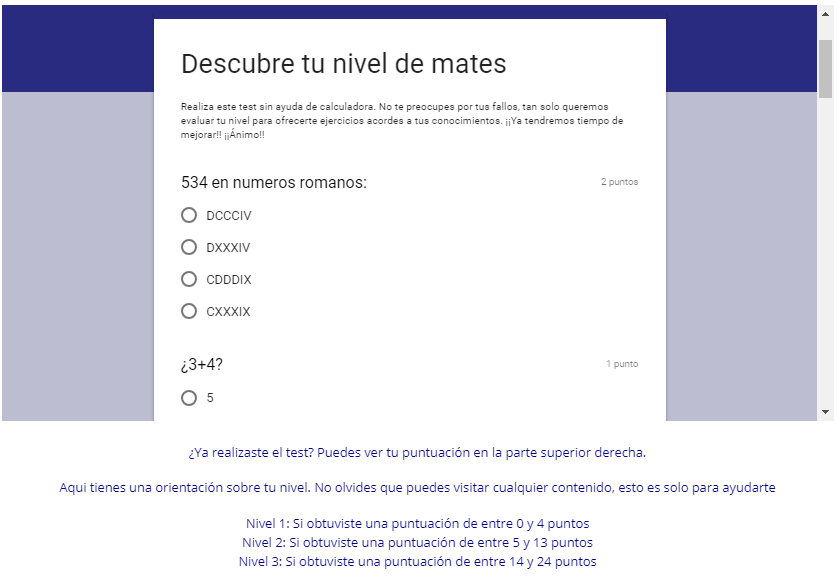 Descubre tu nivel de mates
Realiza este test sin ayuda de calculadora. No te preocupes por tus fallos, tan solo queremos
evaluar tu nivel para ofrecerte ejercicios acordes a tus conocimientos. ¡¡Ya tendremos tiempo de
mejorar!! ¡¡Ánimo!!
534 en numeros romanos:
2 puntos
DCCCIV
DXXXIV
CDDDIX
CXXXIX
¿3+4?
1 punto
5
¿Ya realizaste el test? Puedes ver tu puntuación en la parte superior derecha.
Aqui tienes una orientación sobre tu nivel. No olvides que puedes visitar cualquier contenido, esto es solo para ayudarte
Nivel 1: Si obtuviste una puntuación de entre 0 y 4 puntos
Nivel 2: Si obtuviste una puntuación de entre 5 y 13 puntos
Nivel 3: Si obtuviste una puntuación de entre 14 y 24 puntos